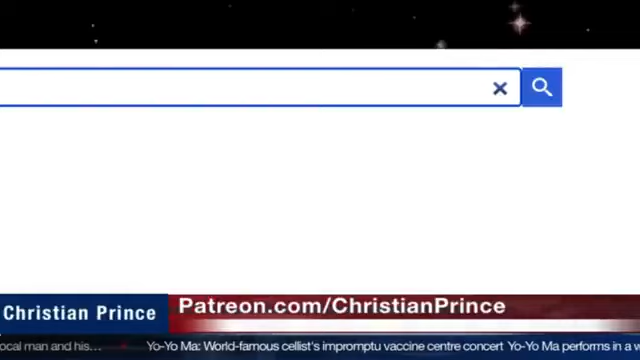 Christian Prince
Patreon.com/ChristianPrince
ocal man and his... Yo-Yo Ma: World-famous cellist's impromptu vaccine centre concert Yo-Yo Ma performs in a w